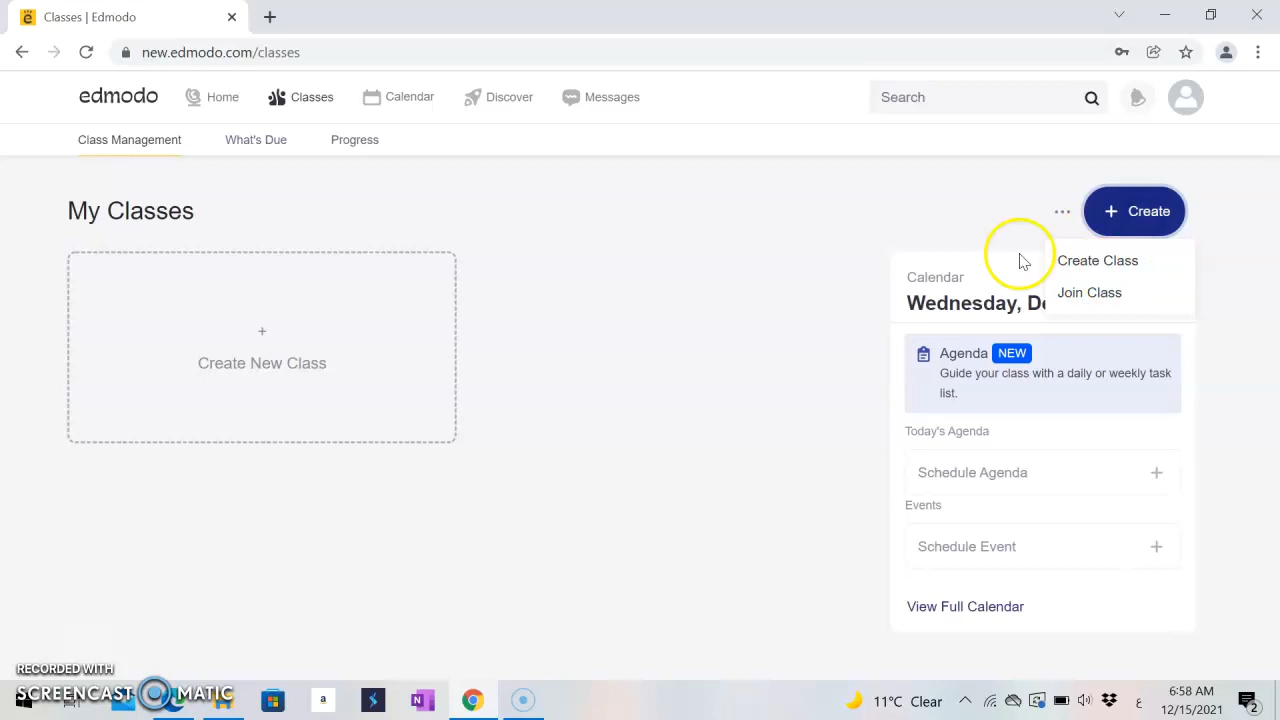 Classes | Edmodo
new.edmodo.com/classes
edmodo Home Classes Calendar Discover Messages Search
Class Management What's Due Progress
My Classes
+ Create
Create Class
Join Class
Calendar
Wednesday, De
+
Create New Class
Agenda NEW
Guide your class with a daily or weekly task
list.
Today's Agenda
Schedule Agenda +
Events
Schedule Event +
View Full Calendar
RECORDED WITH
SCREENCAST MATIC
11°C Clear
ع
6:58 AM
12/15/2021
2